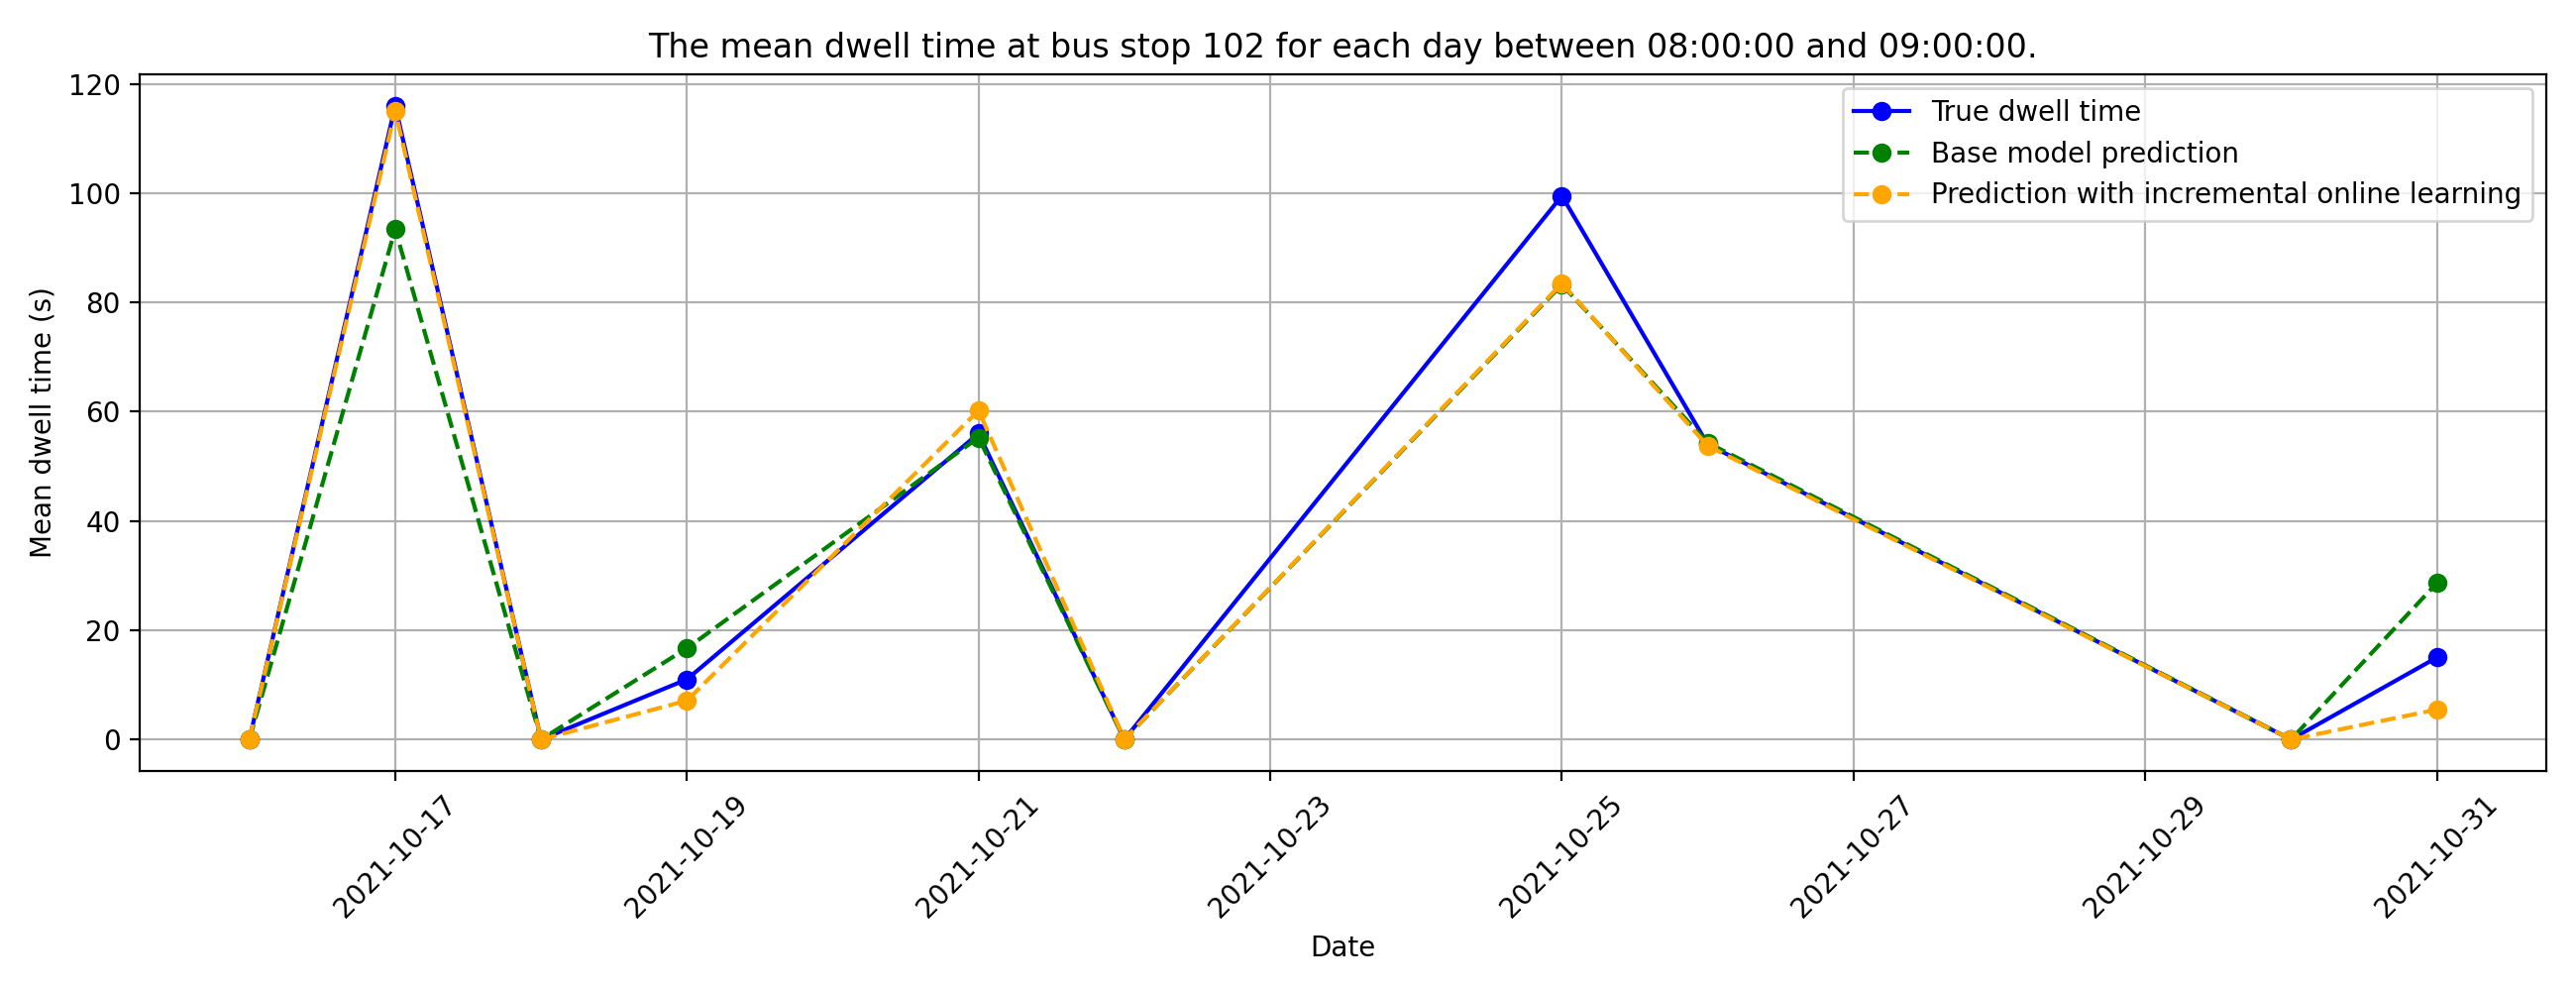 The mean dwell time at bus stop 102 for each day between 08:00:00 and 09:00:00.
120
100
80
60
40
20
0
Mean dwell time (s)
True dwell time
Base model prediction
Prediction with incremental online learning
2021-10-17
2021-10-19
2021-10-21
2021-10-23
2021-10-25
2021-10-27
2021-10-29
2021-10-31
Date